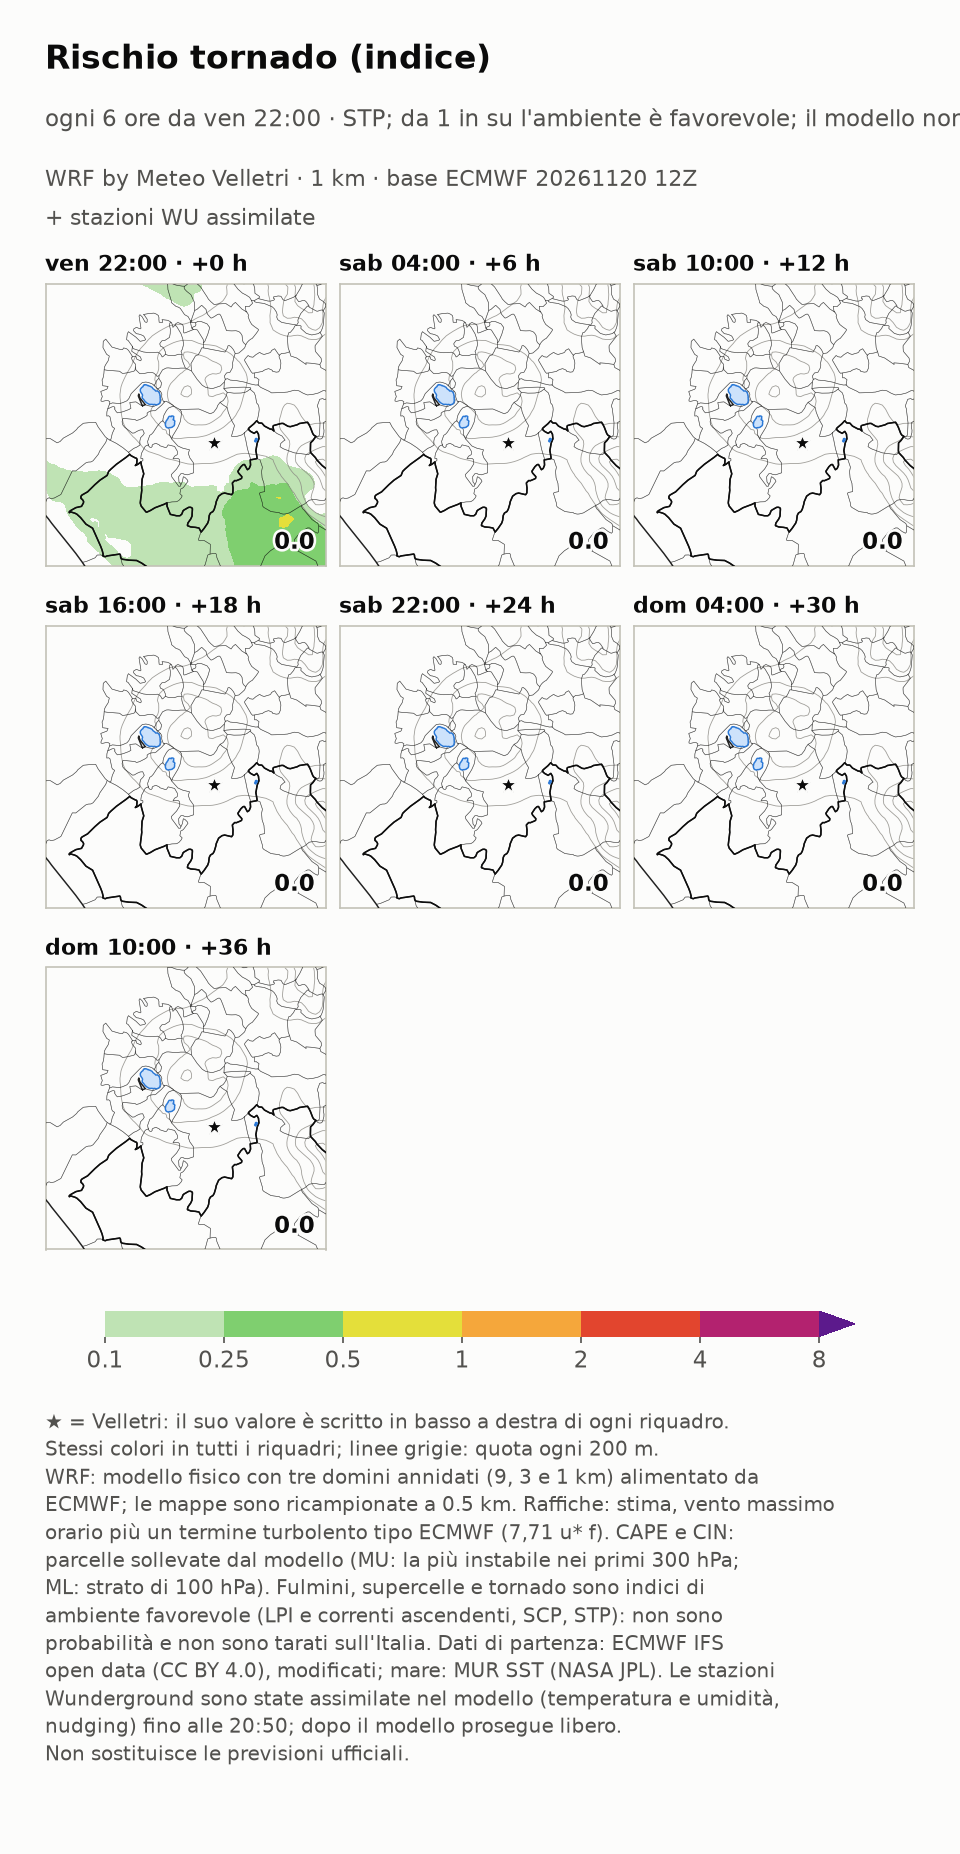 Rischio tornado (indice)
ogni 6 ore da ven 22:00 · STP; da 1 in su l'ambiente è favorevole; il modello non
WRF by Meteo Velletri · 1 km · base ECMWF 20261120 12Z
+ stazioni WU assimilate
ven 22:00 · +0 h
sab 04:00 · +6 h
sab 10:00 · +12 h
0.0
0.0
0.0
sab 16:00 · +18 h
sab 22:00 · +24 h
dom 04:00 · +30 h
0.0
0.0
0.0
dom 10:00 · +36 h
0.0
0.1 0.25 0.5 1 2 4 8
★ = Velletri: il suo valore è scritto in basso a destra di ogni riquadro.
Stessi colori in tutti i riquadri; linee grigie: quota ogni 200 m.
WRF: modello fisico con tre domini annidati (9, 3 e 1 km) alimentato da
ECMWF; le mappe sono ricampionate a 0.5 km. Raffiche: stima, vento massimo
orario più un termine turbolento tipo ECMWF (7,71 u* f). CAPE e CIN:
parcelle sollevate dal modello (MU: la più instabile nei primi 300 hPa;
ML: strato di 100 hPa). Fulmini, supercelle e tornado sono indici di
ambiente favorevole (LPI e correnti ascendenti, SCP, STP): non sono
probabilità e non sono tarati sull'Italia. Dati di partenza: ECMWF IFS
open data (CC BY 4.0), modificati; mare: MUR SST (NASA JPL). Le stazioni
Wunderground sono state assimilate nel modello (temperatura e umidità,
nudging) fino alle 20:50; dopo il modello prosegue libero.
Non sostituisce le previsioni ufficiali.